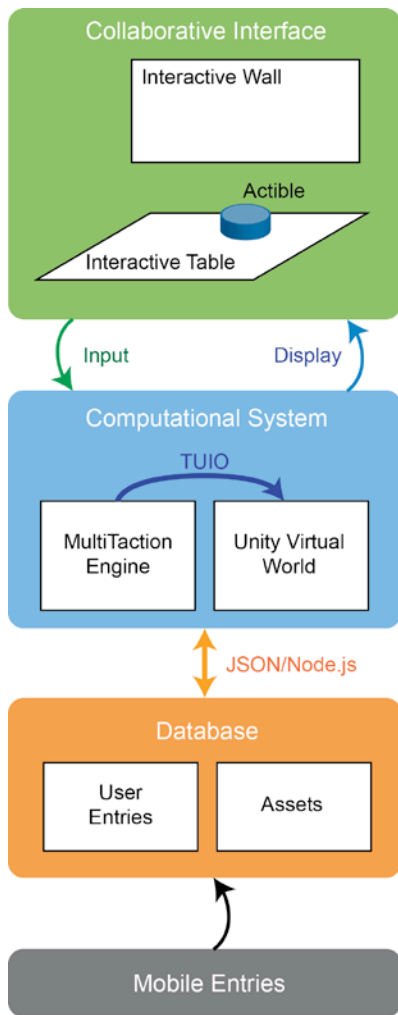 Collaborative Interface
Interactive Wall
Actible
Interactive Table
Input
Display
Computational System
TUIO
MultiTaction
Engine
Unity Virtual
World
JSON/Node.js
Database
User
Entries
Assets
Mobile Entries